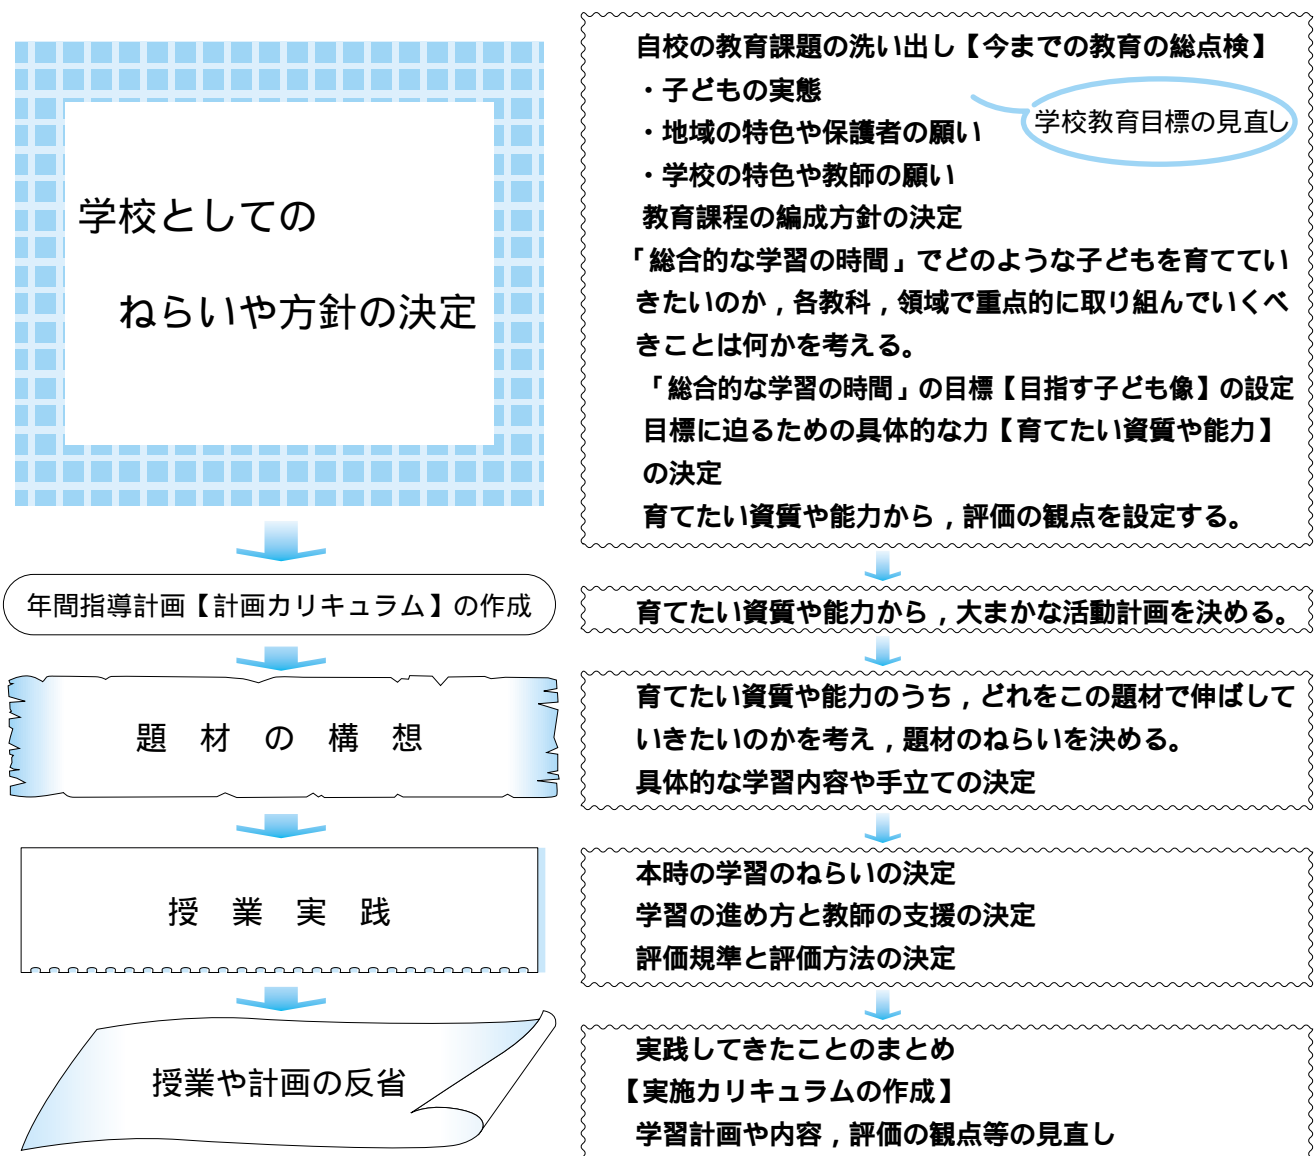 学校としての
ねらいや方針の決定
自校の教育課題の洗い出し【今までの教育の総点検】
・子どもの実態
・地域の特色や保護者の願い
学校教育目標の見直し
・学校の特色や教師の願い
教育課程の編成方針の決定
「総合的な学習の時間」でどのような子どもを育ててい
きたいのか，各教科，領域で重点的に取り組んでいくべ
きことは何かを考える。
「総合的な学習の時間」の目標【目指す子ども像】の設定
目標に迫るための具体的な力【育てたい資質や能力】
の決定
育てたい資質や能力から，評価の観点を設定する。
年間指導計画【計画カリキュラム】の作成
育てたい資質や能力から，大まかな活動計画を決める。
題　材　の　構　想
育てたい資質や能力のうち，どれをこの題材で伸ばして
いきたいのかを考え，題材のねらいを決める。
具体的な学習内容や手立ての決定
授　業　実　践
本時の学習のねらいの決定
学習の進め方と教師の支援の決定
評価規準と評価方法の決定
授業や計画の反省
実践してきたことのまとめ
【実施カリキュラムの作成】
学習計画や内容，評価の観点等の見直し